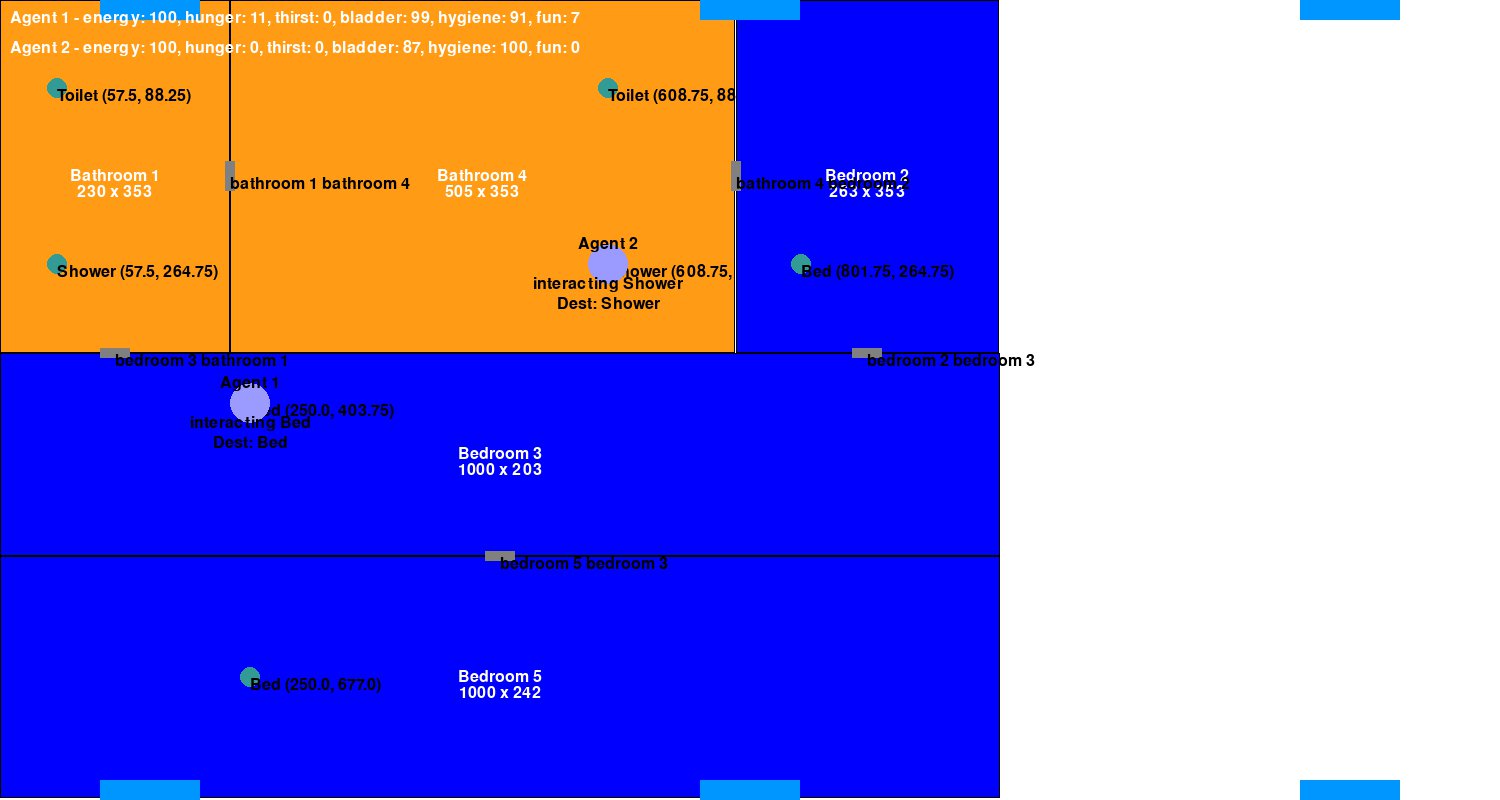 Agent 1 - energy: 100, hunger: 11, thirst: 0, bladder: 99, hygiene: 91, fun: 7
Agent 2 - energy: 100, hunger: 0, thirst: 0, bladder: 87, hygiene: 100, fun: 0
Toilet (57.5, 88.25)
Toilet (608.75, 88
Bathroom 1
230 x 353
Bathroom 4
505 x 353
Bedroom 2
263 x 353
bathroom 1 bathroom 4
bathroom 4 bedroom 2
Agent 2
Shower (57.5, 264.75)
ower (608.75,
Bed (801.75, 264.75)
interacting Shower
Dest: Shower
bedroom 3 bathroom 1
bedroom 2 bedroom 3
Agent 1
d (250.0, 403.75)
interacting Bed
Dest: Bed
Bedroom 3
1000 x 203
bedroom 5 bedroom 3
Bed (250.0, 677.0)
Bedroom 5
1000 x 242